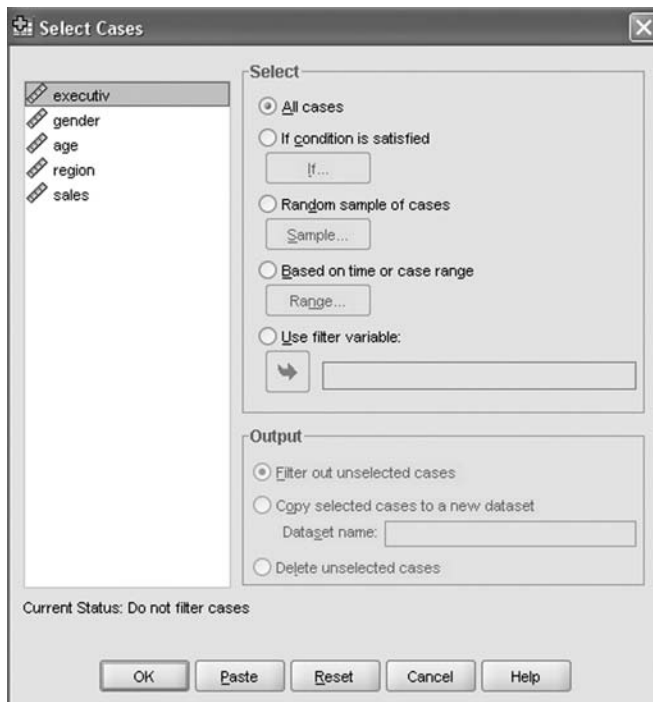 Select Cases
executiv
gender
age
region
sales
Select
All cases
If condition is satisfied
If...
Random sample of cases
Sample...
Based on time or case range
Range...
Use filter variable:
Output
Filter out unselected cases
Copy selected cases to a new dataset
Dataset name:
Delete unselected cases
Current Status: Do not filter cases
OK Paste Reset Cancel Help